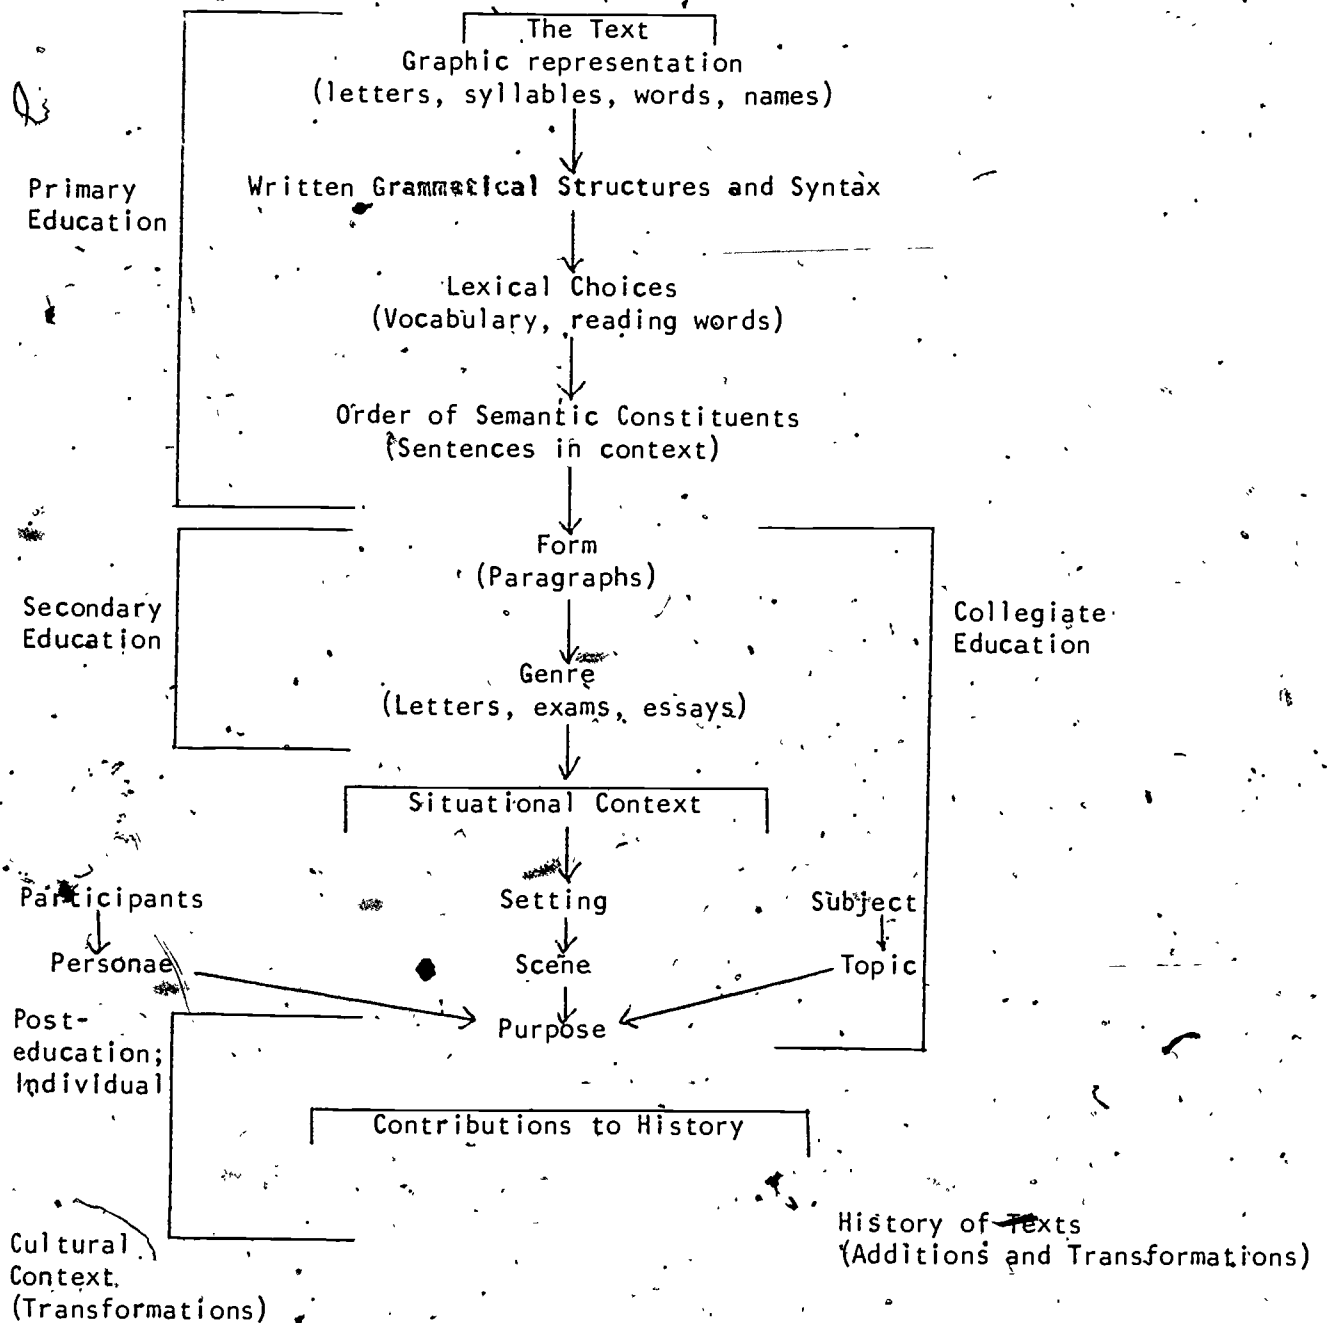 The Text
Graphic representation
(letters, syllables, words, names)
Primary
Education
Written Grammatical Structures and Syntax
Lexical Choices
(Vocabulary, reading words)
Order of Semantic Constituents
(Sentences in context)
Form
(Paragraphs)
Secondary
Education
Collegiate
Education
Genre
(Letters, exams, essays)
Situational Context
Participants
Setting
Subject
Personae
Scene
Topic
Purpose
Post-
education;
Individual
Contributions to History
History of Texts
(Additions and Transformations)
Cultural
Context
(Transformations)